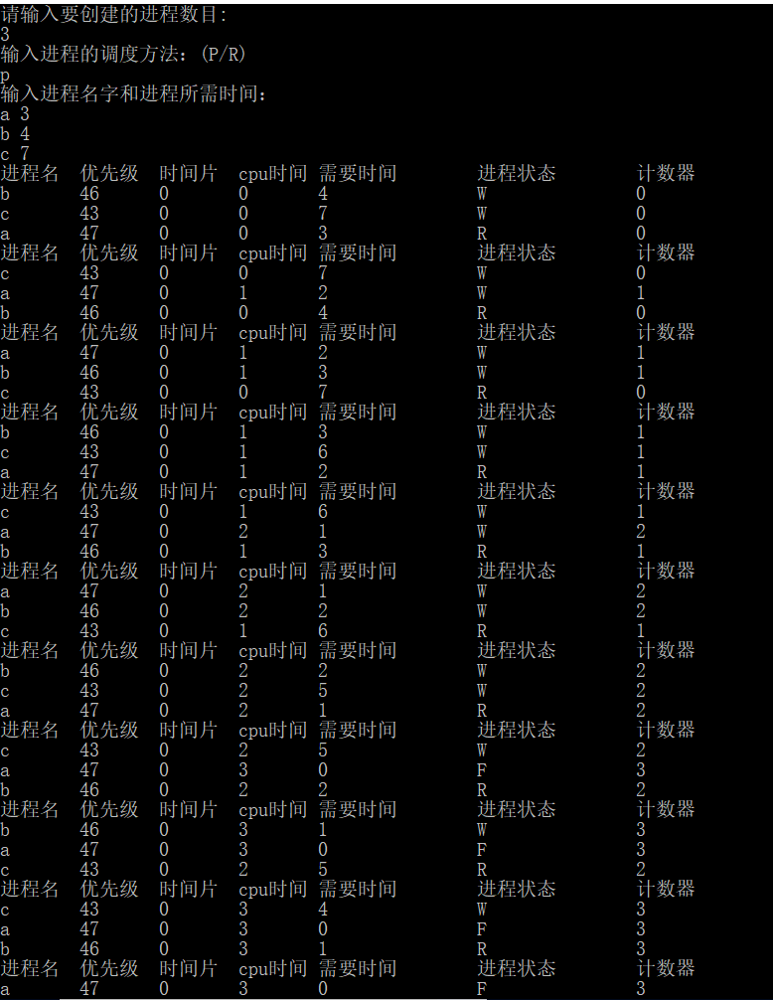 请输入要创建的进程数目:
3
输入进程的调度方法：(P/R)
p
输入进程名字和进程所需时间：
a 3
b 4
c 7
进程名 优先级 时间片 cpu时间 需要时间 进程状态 计数器
b 46 0 0 4 W 0
c 43 0 0 7 W 0
a 47 0 0 3 R 0
进程名 优先级 时间片 cpu时间 需要时间 进程状态 计数器
c 43 0 0 7 W 0
a 47 0 1 2 W 1
b 46 0 0 4 R 0
进程名 优先级 时间片 cpu时间 需要时间 进程状态 计数器
a 47 0 1 2 W 1
b 46 0 1 3 W 1
c 43 0 0 7 R 0
进程名 优先级 时间片 cpu时间 需要时间 进程状态 计数器
b 46 0 1 3 W 1
c 43 0 1 6 W 1
a 47 0 1 2 R 1
进程名 优先级 时间片 cpu时间 需要时间 进程状态 计数器
c 43 0 1 6 W 1
a 47 0 2 1 W 2
b 46 0 1 3 R 1
进程名 优先级 时间片 cpu时间 需要时间 进程状态 计数器
a 47 0 2 1 W 2
b 46 0 2 2 W 2
c 43 0 1 6 R 1
进程名 优先级 时间片 cpu时间 需要时间 进程状态 计数器
b 46 0 2 2 W 2
c 43 0 2 5 W 2
a 47 0 2 1 R 2
进程名 优先级 时间片 cpu时间 需要时间 进程状态 计数器
c 43 0 2 5 W 2
a 47 0 3 0 F 3
b 46 0 2 2 R 2
进程名 优先级 时间片 cpu时间 需要时间 进程状态 计数器
b 46 0 3 1 W 3
a 47 0 3 0 F 3
c 43 0 2 5 R 2
进程名 优先级 时间片 cpu时间 需要时间 进程状态 计数器
c 43 0 3 4 W 3
a 47 0 3 0 F 3
b 46 0 3 1 R 3
进程名 优先级 时间片 cpu时间 需要时间 进程状态 计数器
a 47 0 3 0 F 3